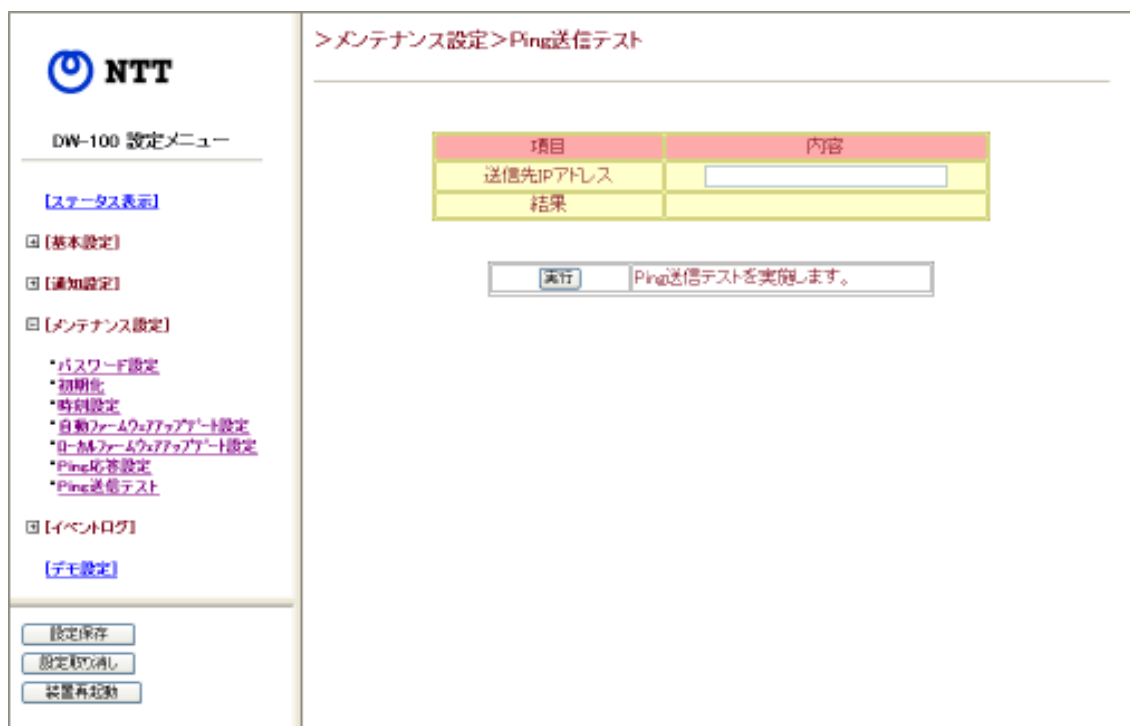 NTT
DW-100 設定メニュー
[ステータス表示]
[基本設定]
[通知設定]
[メンテナンス設定]
・パスワード設定
・初期化
・時刻設定
・自動ファームウェアアップデート設定
・ローカルファームウェアアップデート設定
・Ping応答設定
・Ping送信テスト
[イベントログ]
[デモ設定]
設定保存
設定取り消し
装置再起動
>メンテナンス設定>Ping送信テスト
項目 内容
送信先IPアドレス
結果
実行 Ping送信テストを実施します。